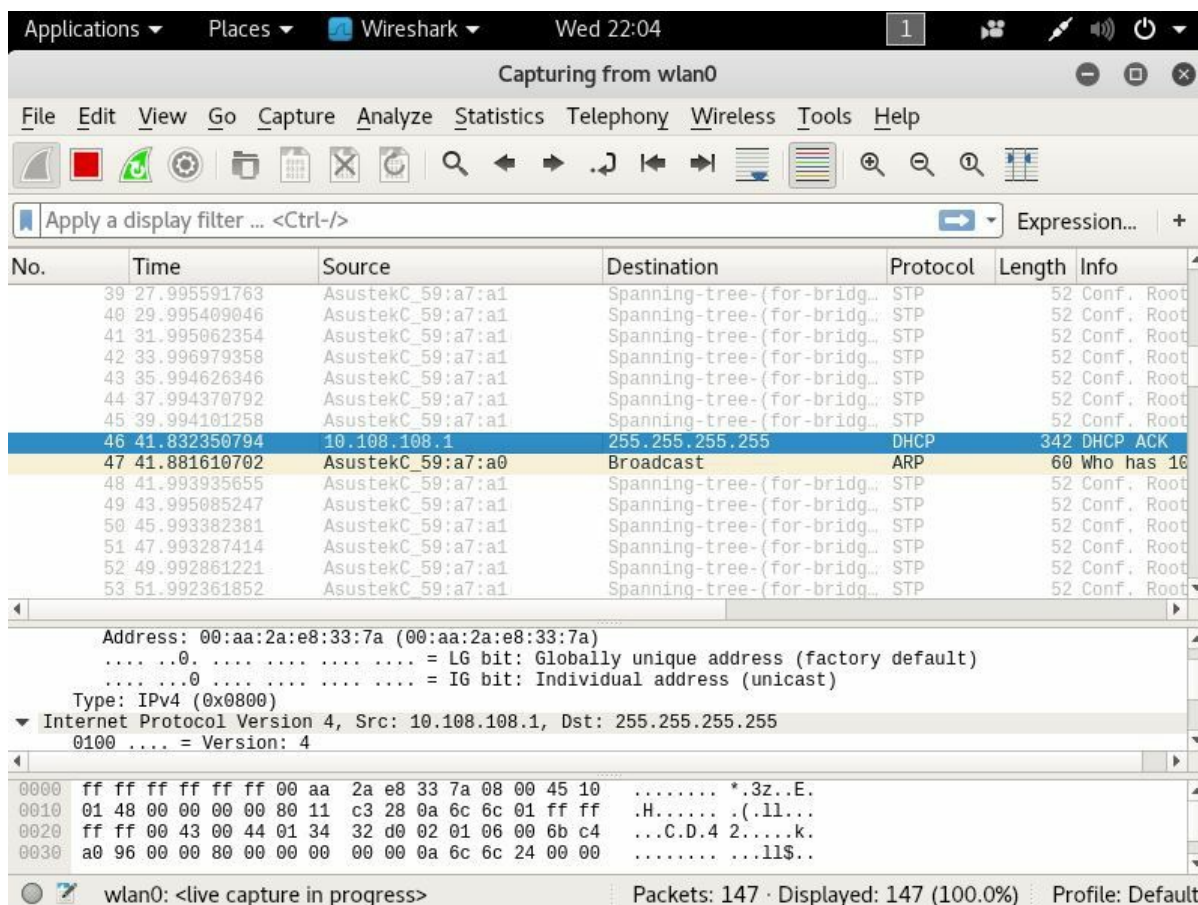 Applications Places Wireshark Wed 22:04 1
Capturing from wlan0
File Edit View Go Capture Analyze Statistics Telephony Wireless Tools Help
Apply a display filter ... <Ctrl-/> Expression... +
No. Time Source Destination Protocol Length Info
39 27.995591763 AsustekC_59:a7:a1 Spanning-tree-(for-bridg… STP 52 Conf. Root
40 29.995409046 AsustekC_59:a7:a1 Spanning-tree-(for-bridg… STP 52 Conf. Root
41 31.995062354 AsustekC_59:a7:a1 Spanning-tree-(for-bridg… STP 52 Conf. Root
42 33.996979358 AsustekC_59:a7:a1 Spanning-tree-(for-bridg… STP 52 Conf. Root
43 35.994626346 AsustekC_59:a7:a1 Spanning-tree-(for-bridg… STP 52 Conf. Root
44 37.994370792 AsustekC_59:a7:a1 Spanning-tree-(for-bridg… STP 52 Conf. Root
45 39.994101258 AsustekC_59:a7:a1 Spanning-tree-(for-bridg… STP 52 Conf. Root
46 41.832350794 10.108.108.1 255.255.255.255 DHCP 342 DHCP ACK
47 41.881610702 AsustekC_59:a7:a0 Broadcast ARP 60 Who has 10
48 41.993935655 AsustekC_59:a7:a1 Spanning-tree-(for-bridg… STP 52 Conf. Root
49 43.995085247 AsustekC_59:a7:a1 Spanning-tree-(for-bridg… STP 52 Conf. Root
50 45.993382381 AsustekC_59:a7:a1 Spanning-tree-(for-bridg… STP 52 Conf. Root
51 47.993287414 AsustekC_59:a7:a1 Spanning-tree-(for-bridg… STP 52 Conf. Root
52 49.992861221 AsustekC_59:a7:a1 Spanning-tree-(for-bridg… STP 52 Conf. Root
53 51.992361852 AsustekC_59:a7:a1 Spanning-tree-(for-bridg… STP 52 Conf. Root
Address: 00:aa:2a:e8:33:7a (00:aa:2a:e8:33:7a)
.... ..0. .... .... .... .... = LG bit: Globally unique address (factory default)
.... ...0 .... .... .... .... = IG bit: Individual address (unicast)
Type: IPv4 (0x0800)
Internet Protocol Version 4, Src: 10.108.108.1, Dst: 255.255.255.255
0100 .... = Version: 4
0000 ff ff ff ff ff ff 00 aa 2a e8 33 7a 08 00 45 10 ........ *.3z..E.
0010 01 48 00 00 00 00 80 11 c3 28 0a 6c 6c 01 ff ff .H...... .(.ll...
0020 ff ff 00 43 00 44 01 34 32 d0 02 01 06 00 6b c4 ...C.D.4 2.....k.
0030 a0 96 00 00 80 00 00 00 00 00 0a 6c 6c 24 00 00 ........ ...ll$..
wlan0: <live capture in progress> Packets: 147 · Displayed: 147 (100.0%) Profile: Default